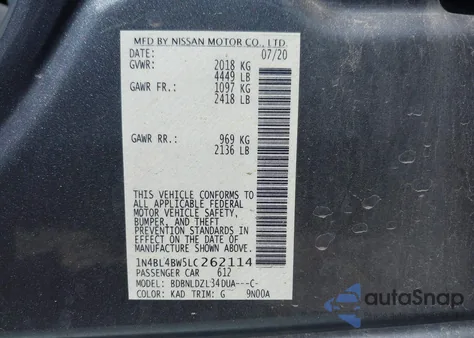 MFD BY NISSAN MOTOR CO., LTD.
DATE: 07/20
GVWR: 2018 KG
4449 LB
GAWR FR.: 1097 KG
2418 LB
GAWR RR.: 969 KG
2136 LB
THIS VEHICLE CONFORMS TO
ALL APPLICABLE FEDERAL
MOTOR VEHICLE SAFETY,
BUMPER, AND THEFT
PREVENTION STANDARDS
IN EFFECT ON THE DATE OF
MANUFACTURE SHOWN ABOVE.
1N4BL4BW5LC262114
PASSENGER CAR 612
MODEL: BDBNLDZL34DUA---C-
COLOR: KAD TRIM: G 9N00A
autoSnap